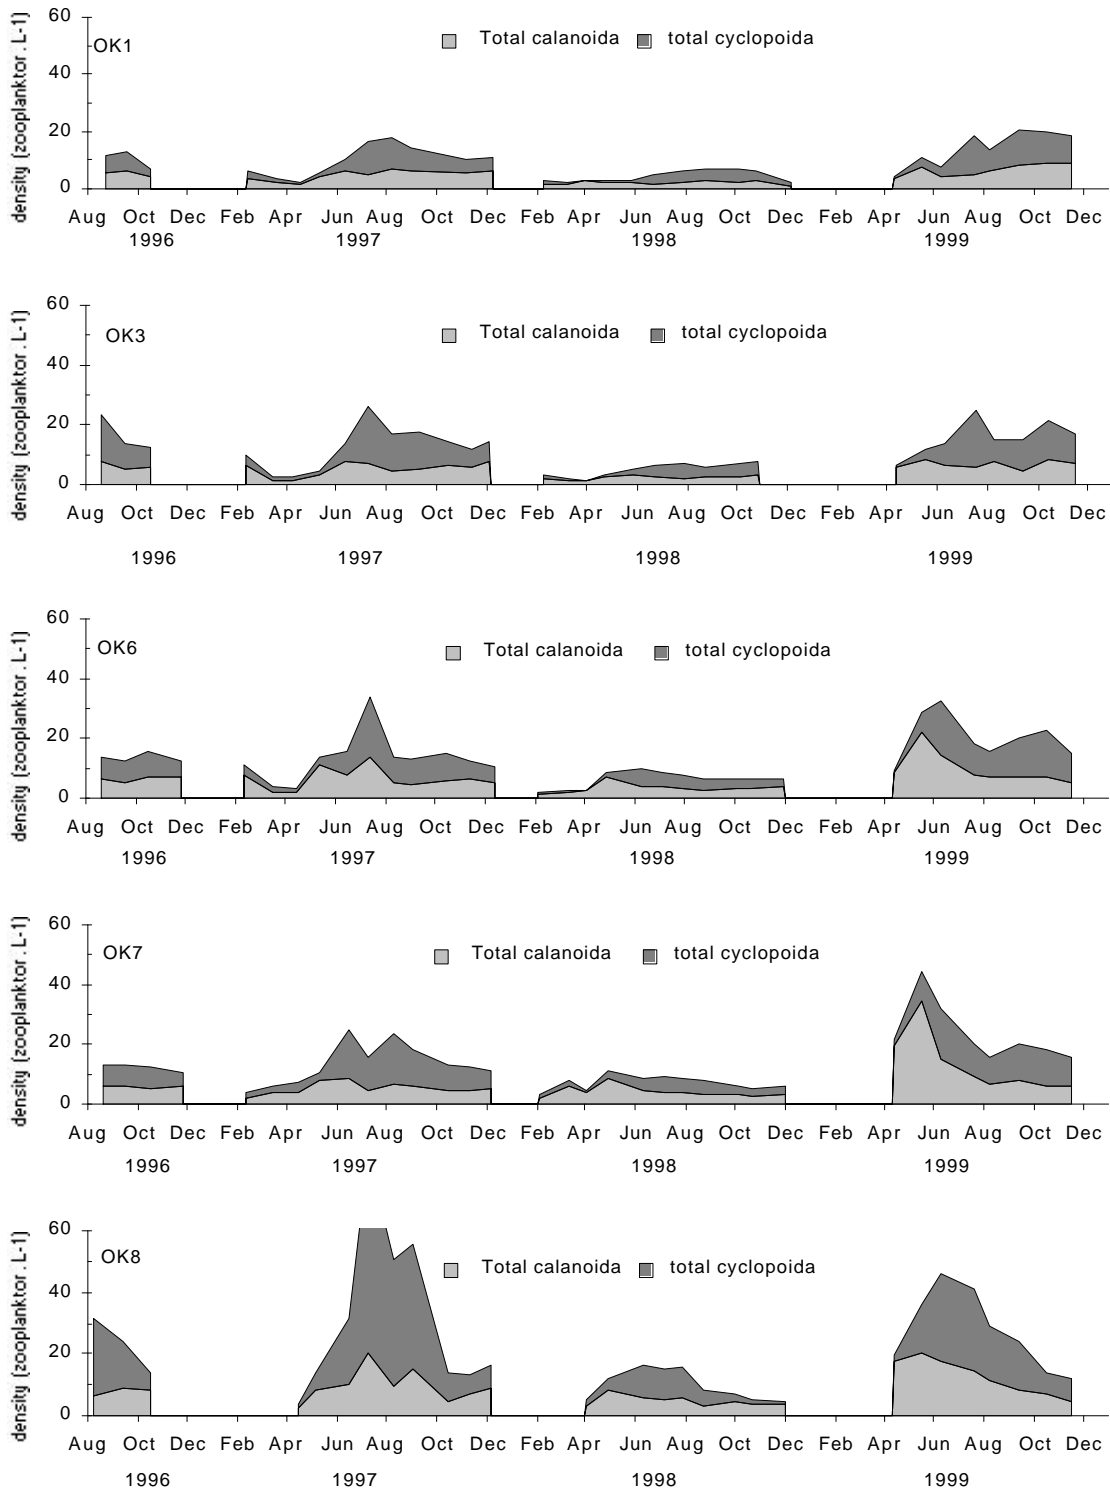 60
OK1
Total calanoida
total cyclopoida
40
20
0
density (zooplanktor . L-1)
Aug Oct Dec Feb Apr Jun Aug Oct Dec Feb Apr Jun Aug Oct Dec Feb Apr Jun Aug Oct Dec
1996 1997 1998 1999
60
OK3
Total calanoida
total cyclopoida
40
20
0
density (zooplanktor . L-1)
Aug Oct Dec Feb Apr Jun Aug Oct Dec Feb Apr Jun Aug Oct Dec Feb Apr Jun Aug Oct Dec
1996 1997 1998 1999
60
OK6
Total calanoida
total cyclopoida
40
20
0
density (zooplanktor . L-1)
Aug Oct Dec Feb Apr Jun Aug Oct Dec Feb Apr Jun Aug Oct Dec Feb Apr Jun Aug Oct Dec
1996 1997 1998 1999
60
OK7
Total calanoida
total cyclopoida
40
20
0
density (zooplanktor . L-1)
Aug Oct Dec Feb Apr Jun Aug Oct Dec Feb Apr Jun Aug Oct Dec Feb Apr Jun Aug Oct Dec
1996 1997 1998 1999
60
OK8
Total calanoida
total cyclopoida
40
20
0
density (zooplanktor . L-1)
Aug Oct Dec Feb Apr Jun Aug Oct Dec Feb Apr Jun Aug Oct Dec Feb Apr Jun Aug Oct Dec
1996 1997 1998 1999